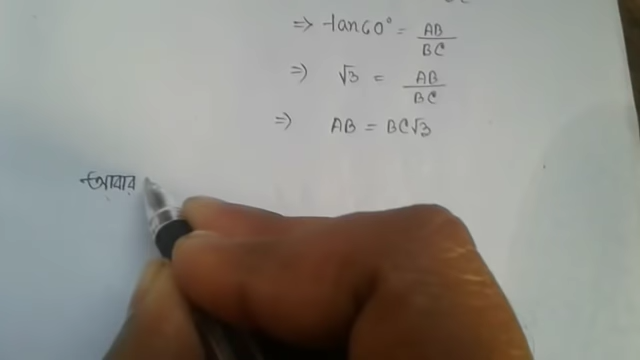 => tan60° = AB/BC
=> √3 = AB/BC
=> AB = BC√3
আবার